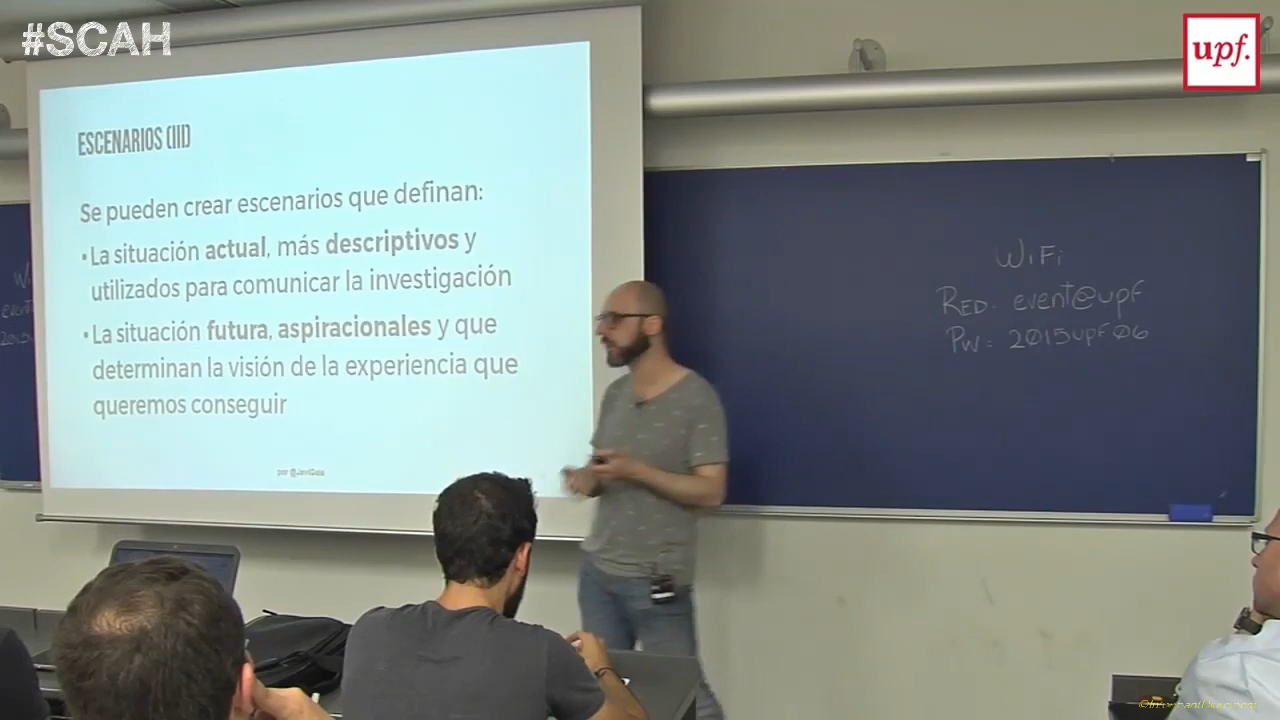 #SCAH
upf.
ESCENARIOS (III)
Se pueden crear escenarios que definan:
• La situación actual, más descriptivos y
utilizados para comunicar la investigación
• La situación futura, aspiracionales y que
determinan la visión de la experiencia que
queremos conseguir
WiFi
RED: event@upf
PW: 2015upf06